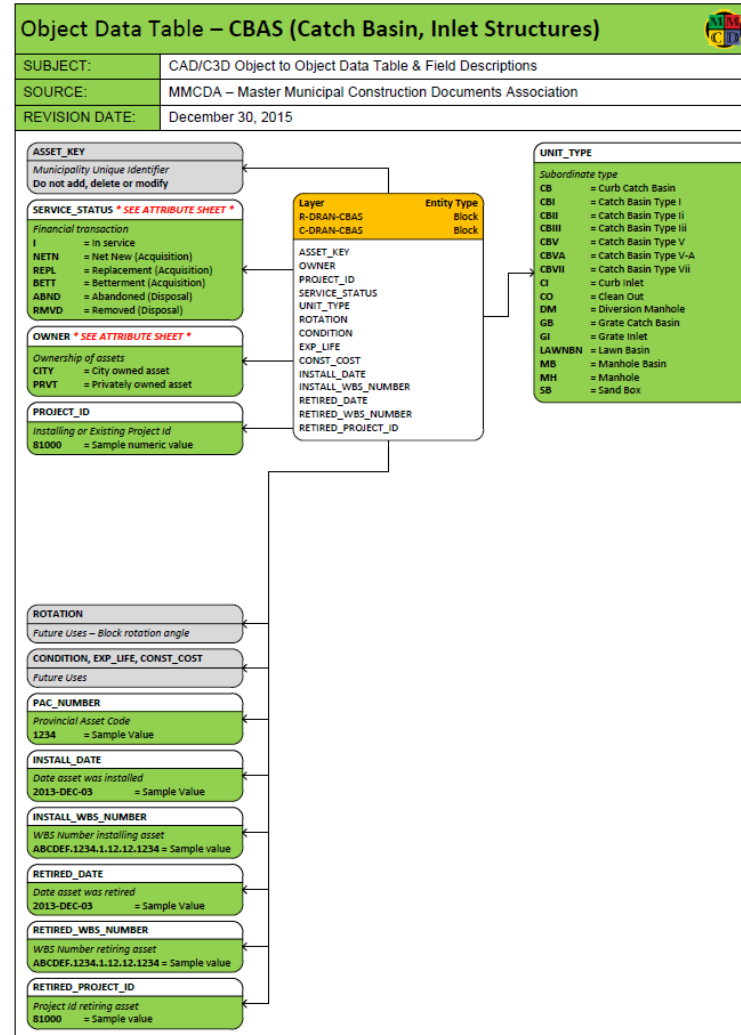 Object Data Table – CBAS (Catch Basin, Inlet Structures)
M M
C D
SUBJECT: CAD/C3D Object to Object Data Table & Field Descriptions
SOURCE: MMCDA – Master Municipal Construction Documents Association
REVISION DATE: December 30, 2015
ASSET_KEY
Municipality Unique Identifier
Do not add, delete or modify
SERVICE_STATUS * SEE ATTRIBUTE SHEET *
Financial transaction
I = In service
NETN = Net New (Acquisition)
REPL = Replacement (Acquisition)
BETT = Betterment (Acquisition)
ABND = Abandoned (Disposal)
RMVD = Removed (Disposal)
OWNER * SEE ATTRIBUTE SHEET *
Ownership of assets
CITY = City owned asset
PRVT = Privately owned asset
PROJECT_ID
Installing or Existing Project Id
81000 = Sample numeric value
Layer Entity Type
R-DRAN-CBAS Block
C-DRAN-CBAS Block
ASSET_KEY
OWNER
PROJECT_ID
SERVICE_STATUS
UNIT_TYPE
ROTATION
CONDITION
EXP_LIFE
CONST_COST
INSTALL_DATE
INSTALL_WBS_NUMBER
RETIRED_DATE
RETIRED_WBS_NUMBER
RETIRED_PROJECT_ID
UNIT_TYPE
Subordinate type
CB = Curb Catch Basin
CBI = Catch Basin Type I
CBII = Catch Basin Type Ii
CBIII = Catch Basin Type Iii
CBV = Catch Basin Type V
CBVA = Catch Basin Type V-A
CBVII = Catch Basin Type Vii
CI = Curb Inlet
CO = Clean Out
DM = Diversion Manhole
GB = Grate Catch Basin
GI = Grate Inlet
LAWNBN = Lawn Basin
MB = Manhole Basin
MH = Manhole
SB = Sand Box
ROTATION
Future Uses – Block rotation angle
CONDITION, EXP_LIFE, CONST_COST
Future Uses
PAC_NUMBER
Provincial Asset Code
1234 = Sample Value
INSTALL_DATE
Date asset was installed
2013-DEC-03 = Sample Value
INSTALL_WBS_NUMBER
WBS Number installing asset
ABCDEF.1234.1.12.12.1234 = Sample value
RETIRED_DATE
Date asset was retired
2013-DEC-03 = Sample Value
RETIRED_WBS_NUMBER
WBS Number retiring asset
ABCDEF.1234.1.12.12.1234 = Sample value
RETIRED_PROJECT_ID
Project Id retiring asset
81000 = Sample value